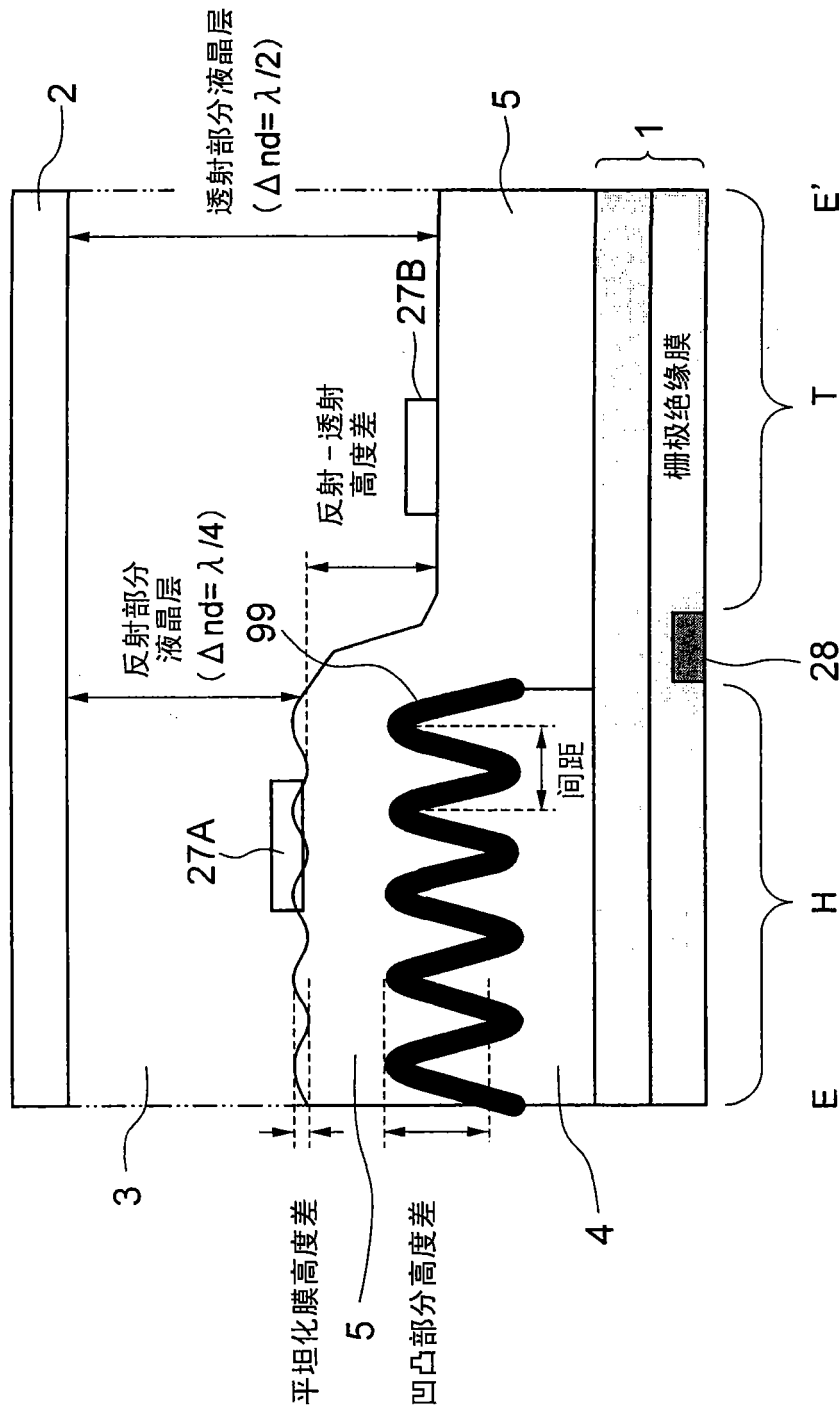 2
透射部分液晶层
(Δnd=λ/2)
5
1
E'
反射部分
液晶层
(Δnd=λ/4)
反射-透射
高度差
27B
栅极绝缘膜
T
99
28
27A
间距
H
3
平坦化膜高度差
5
凹凸部分高度差
4
E